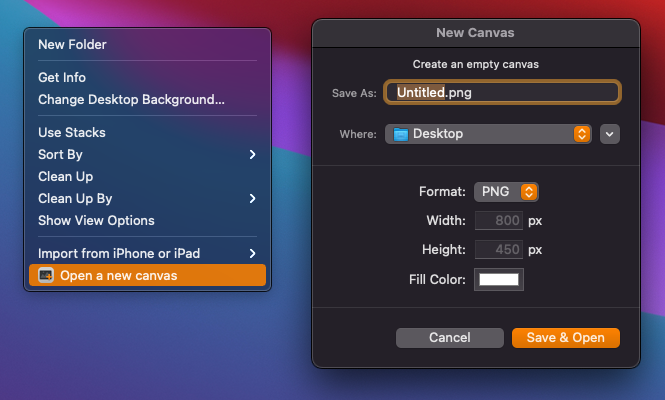 New Folder
Get Info
Change Desktop Background...
Use Stacks
Sort By
Clean Up
Clean Up By
Show View Options
Import from iPhone or iPad
Open a new canvas
New Canvas
Create an empty canvas
Save As: Untitled.png
Where: Desktop
Format: PNG
Width: 800 px
Height: 450 px
Fill Color:
Cancel Save & Open